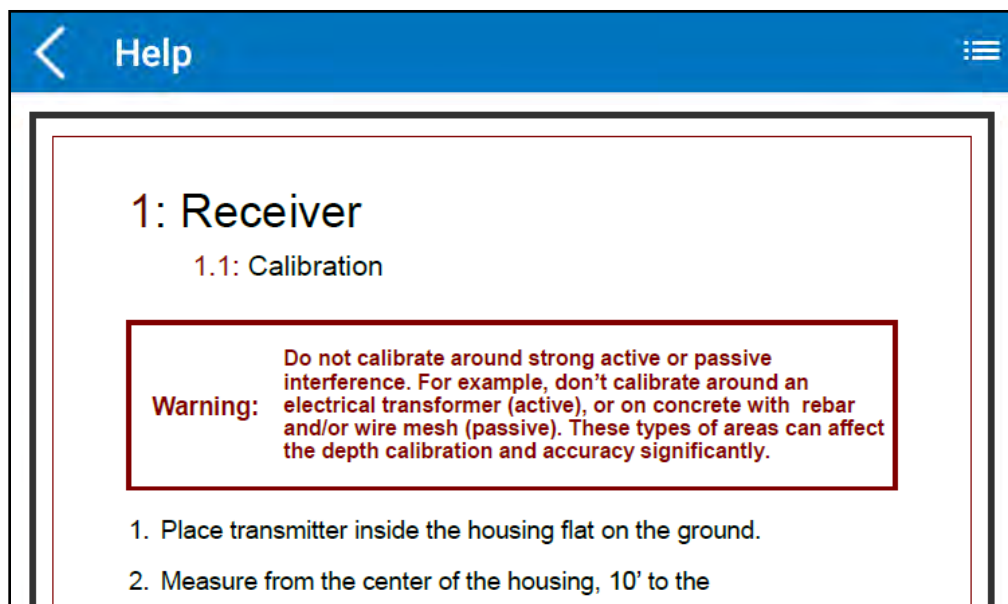 Help
1: Receiver
1.1: Calibration
Do not calibrate around strong active or passive
interference. For example, don’t calibrate around an
Warning: electrical transformer (active), or on concrete with rebar
and/or wire mesh (passive). These types of areas can affect
the depth calibration and accuracy significantly.
1. Place transmitter inside the housing flat on the ground.
2. Measure from the center of the housing, 10’ to the